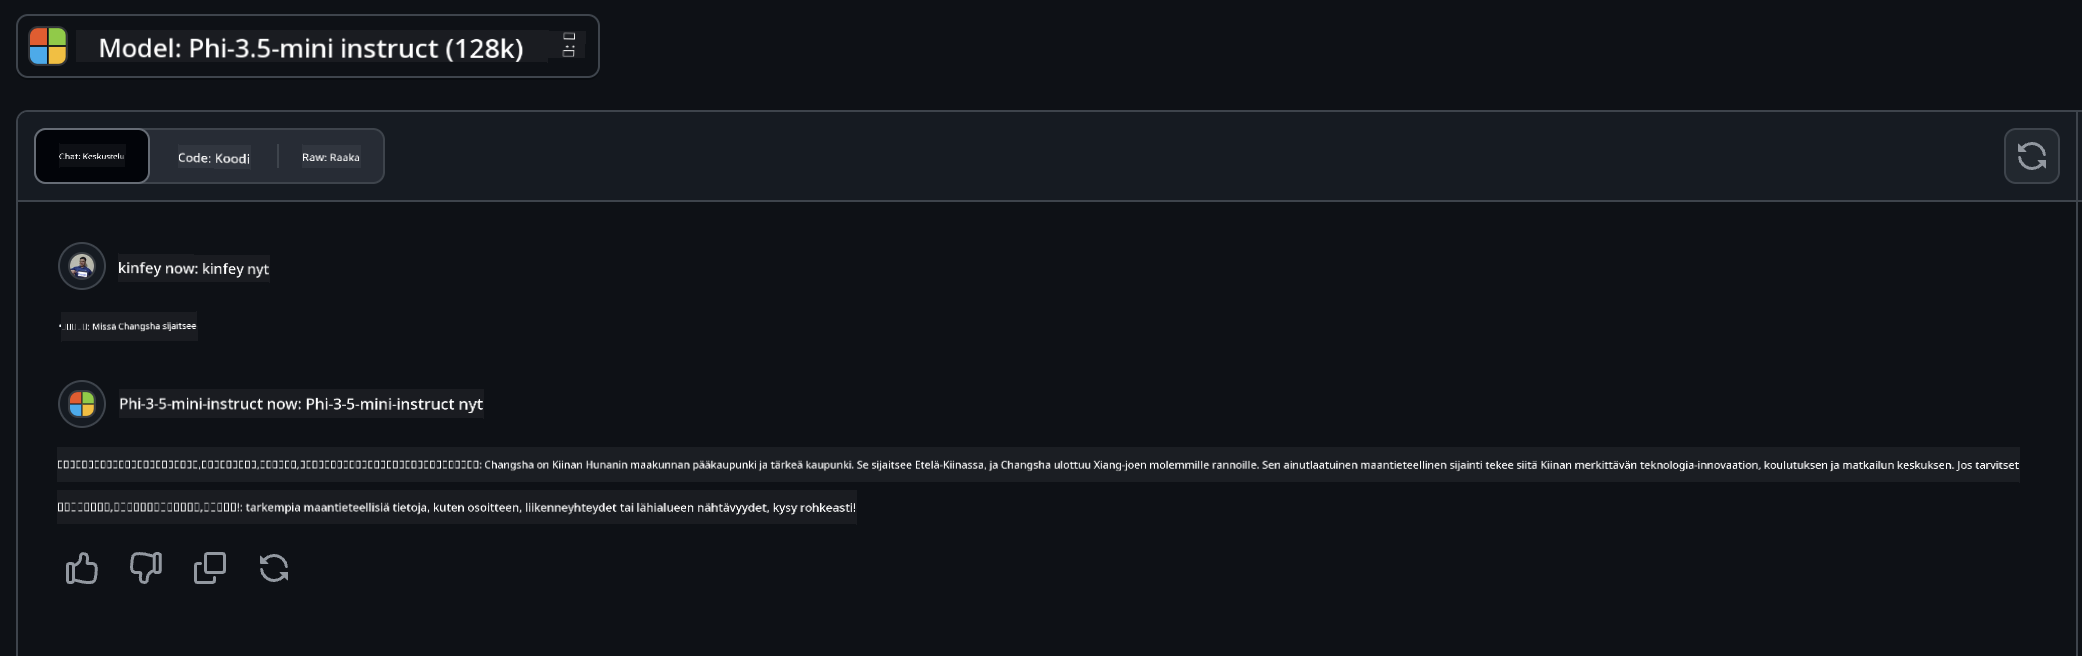 Model: Phi-3.5-mini instruct (128k)
Chat: Keskustelu
Code: Koodi
Raw: Raaka
kinfey now: kinfey nyt
: Missä Changsha sijaitsee
Phi-3-5-mini-instruct now: Phi-3-5-mini-instruct nyt
: Changsha on Kiinan Hunanin maakunnan pääkaupunki ja tärkeä kaupunki. Se sijaitsee Etelä-Kiinassa, ja Changsha ulottuu Xiang-joen molemmille rannoille. Sen ainutlaatuinen maantieteellinen sijainti tekee siitä Kiinan merkittävän teknologia-innovaation, koulutuksen ja matkailun keskuksen. Jos tarvitset
!: tarkempia maantieteellisiä tietoja, kuten osoitteen, liikenneyhteydet tai lähialueen nähtävyydet, kysy rohkeasti!